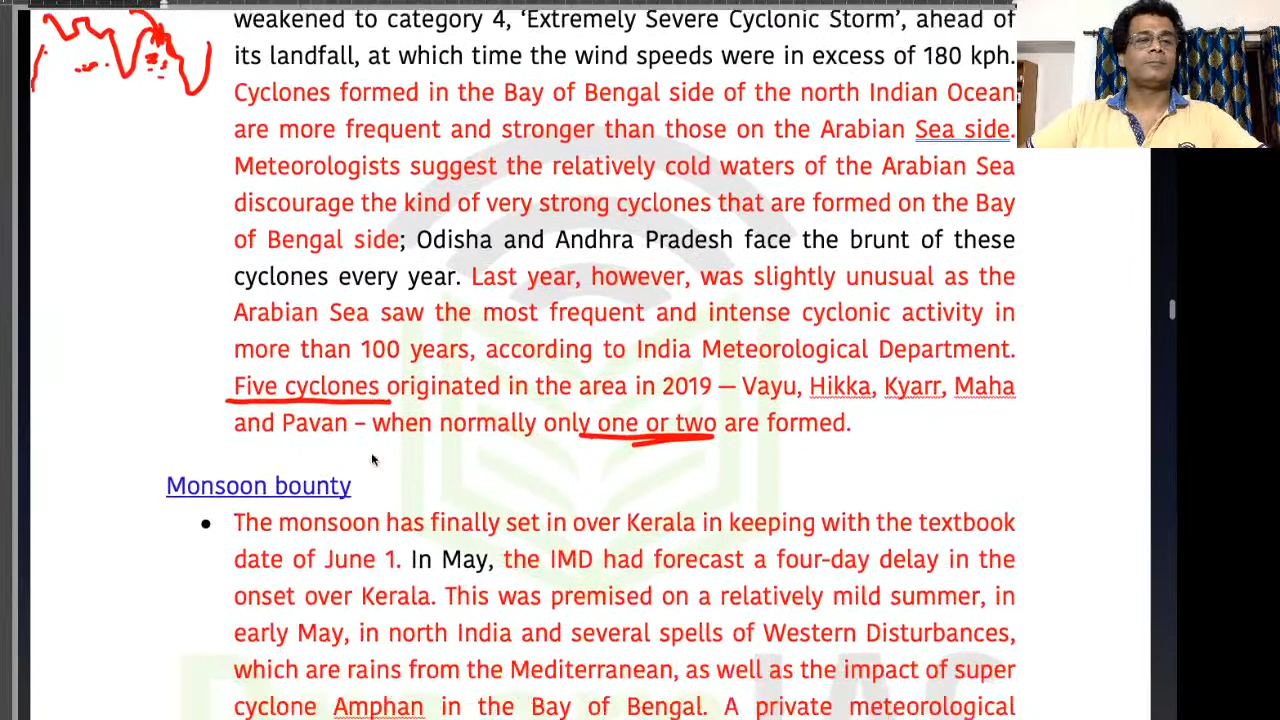 weakened to category 4, ‘Extremely Severe Cyclonic Storm’, ahead of
its landfall, at which time the wind speeds were in excess of 180 kph.
Cyclones formed in the Bay of Bengal side of the north Indian Ocean
are more frequent and stronger than those on the Arabian Sea side.
Meteorologists suggest the relatively cold waters of the Arabian Sea
discourage the kind of very strong cyclones that are formed on the Bay
of Bengal side; Odisha and Andhra Pradesh face the brunt of these
cyclones every year. Last year, however, was slightly unusual as the
Arabian Sea saw the most frequent and intense cyclonic activity in
more than 100 years, according to India Meteorological Department.
Five cyclones originated in the area in 2019 — Vayu, Hikka, Kyarr, Maha
and Pavan – when normally only one or two are formed.
Monsoon bounty
• The monsoon has finally set in over Kerala in keeping with the textbook
date of June 1. In May, the IMD had forecast a four-day delay in the
onset over Kerala. This was premised on a relatively mild summer, in
early May, in north India and several spells of Western Disturbances,
which are rains from the Mediterranean, as well as the impact of super
cyclone Amphan in the Bay of Bengal. A private meteorological